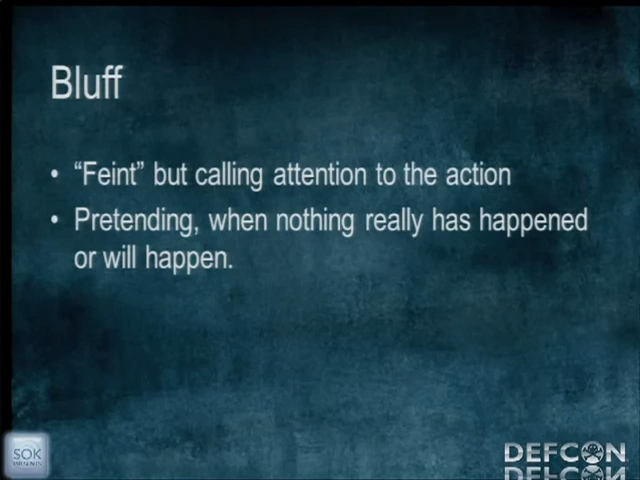 Bluff
• “Feint” but calling attention to the action
• Pretending, when nothing really has happened
or will happen.
SOK
PRESENTS
DEFCON